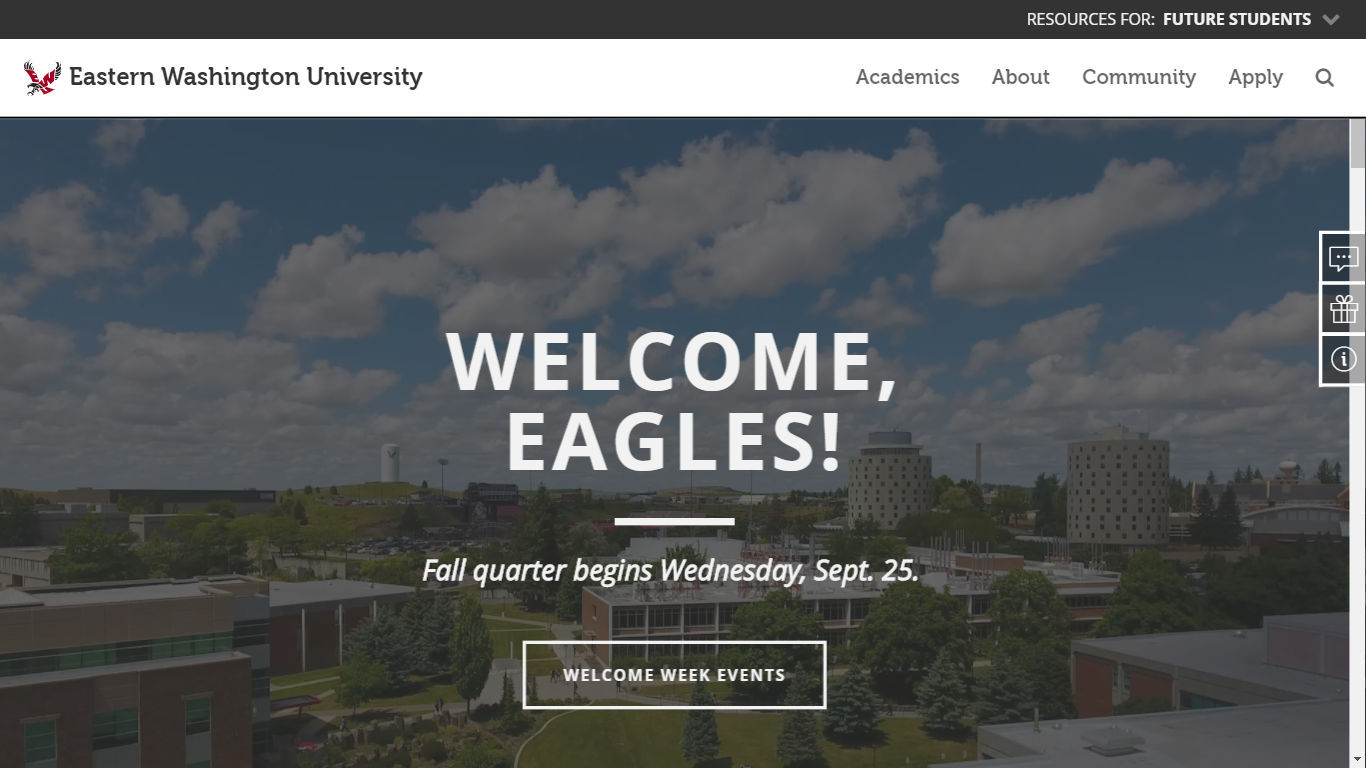 RESOURCES FOR: FUTURE STUDENTS
Eastern Washington University
Academics About Community Apply
WELCOME,
EAGLES!
Fall quarter begins Wednesday, Sept. 25.
WELCOME WEEK EVENTS